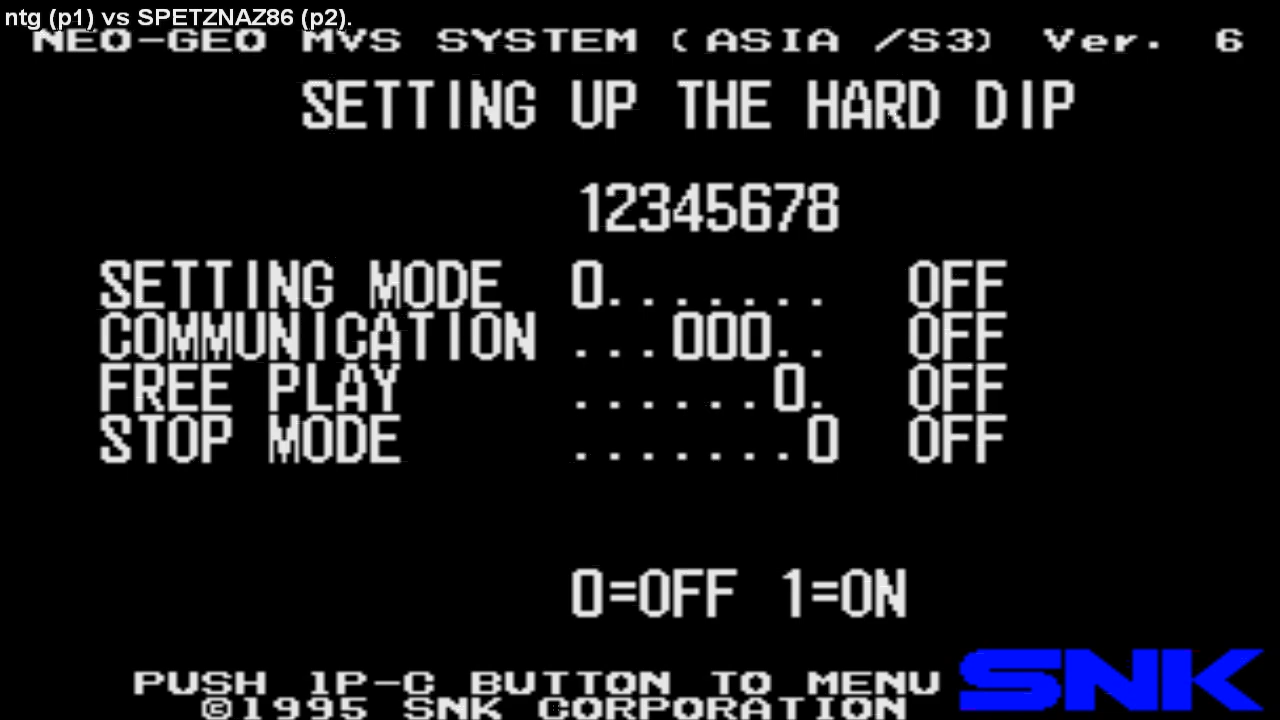 ntg (p1) vs SPETZNAZ86 (p2).
NEO-GEO MVS SYSTEM (ASIA /S3) Ver. 6
SETTING UP THE HARD DIP
12345678
SETTING MODE 0....... OFF
COMMUNICATION ...000.. OFF
FREE PLAY ......0. OFF
STOP MODE .......0 OFF
0=OFF 1=ON
PUSH 1P-C BUTTON TO MENU
©1995 SNK CORPORATION
SNK